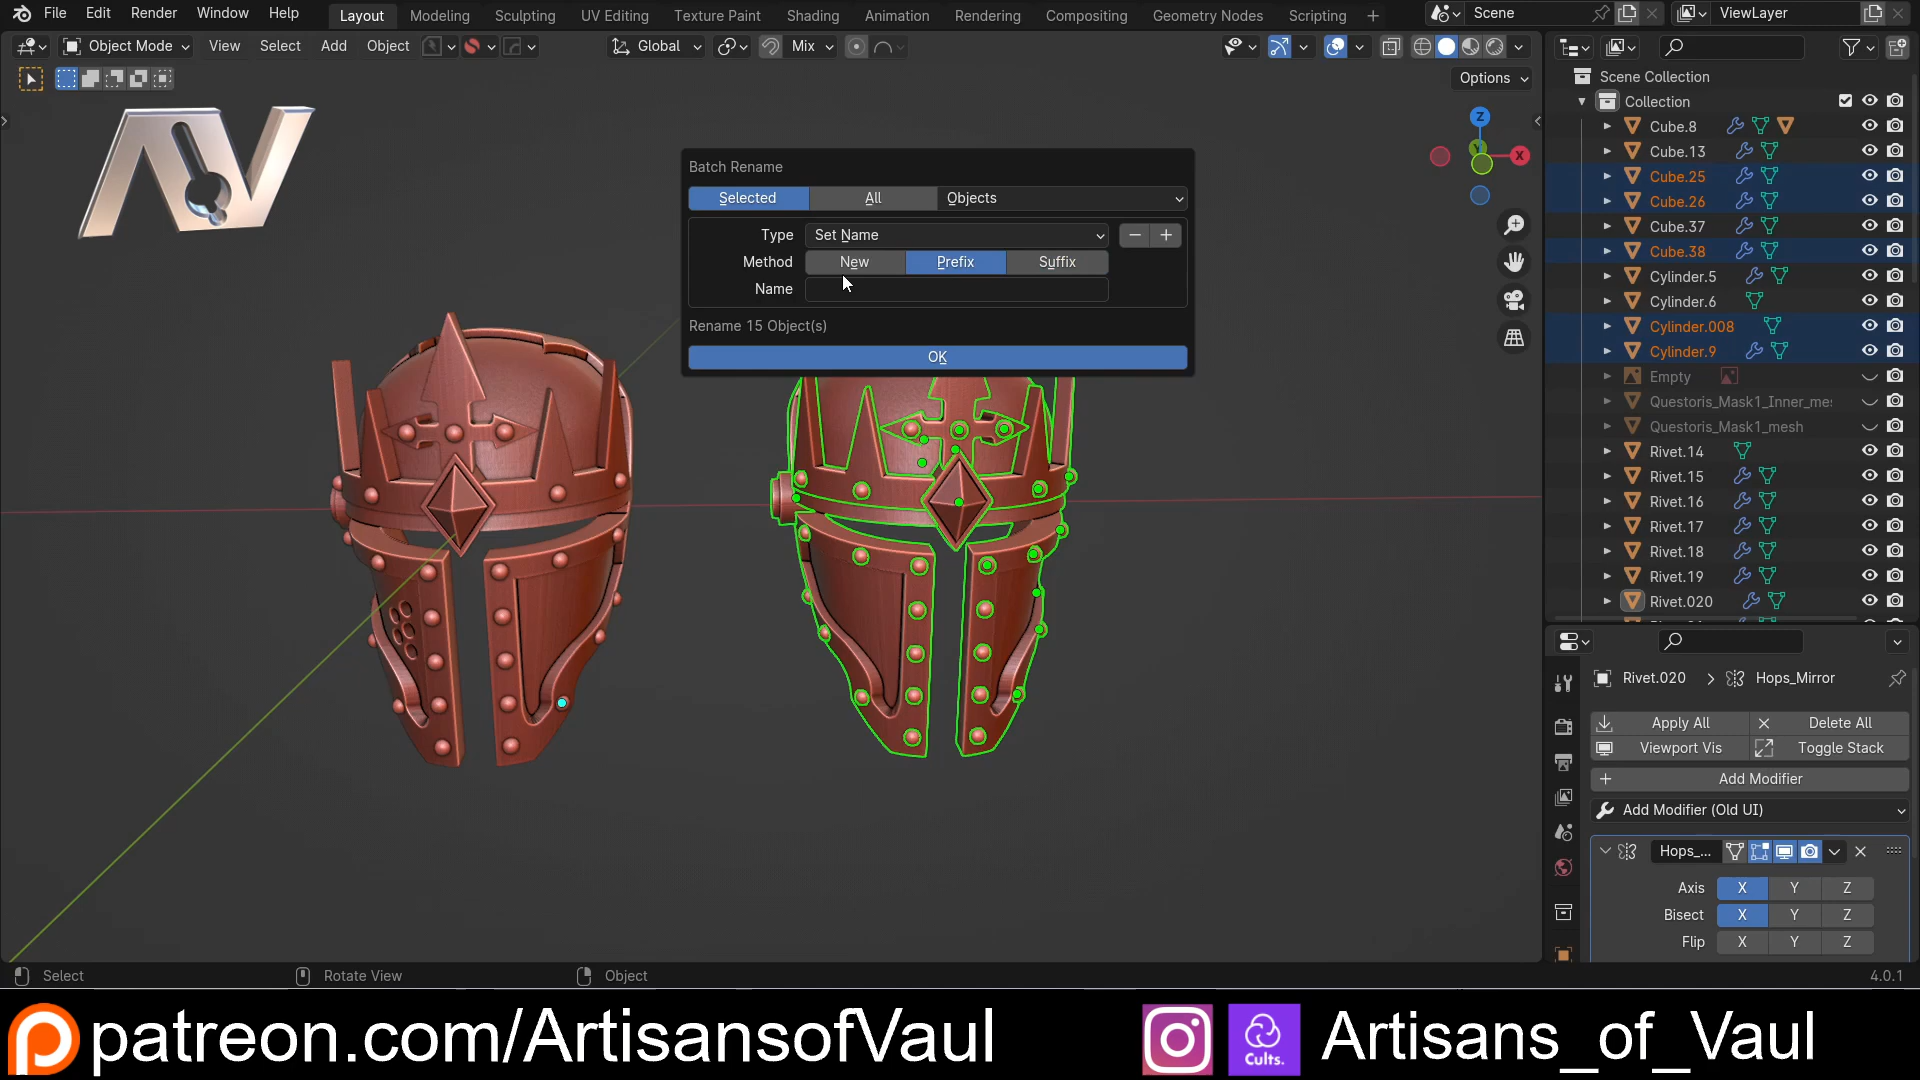 File Edit Render Window Help Layout Modeling Sculpting UV Editing Texture Paint Shading Animation Rendering Compositing Geometry Nodes Scripting + Scene ViewLayer
Object Mode View Select Add Object Global Mix
Options
Scene Collection
Collection
Cube.8
Cube.13
Cube.25
Cube.26
Cube.37
Cube.38
Cylinder.5
Cylinder.6
Cylinder.008
Cylinder.9
Empty
Questoris_Mask1_Inner_me
Questoris_Mask1_mesh
Rivet.14
Rivet.15
Rivet.16
Rivet.17
Rivet.18
Rivet.19
Rivet.020
AV
Z
X
Batch Rename
Selected All Objects
Type Set Name
Method New Prefix Suffix
Name
Rename 15 Object(s)
OK
Rivet.020 > Hops_Mirror
Apply All Delete All
Viewport Vis Toggle Stack
Add Modifier
Add Modifier (Old UI)
Hops_...
Axis X Y Z
Bisect X Y Z
Flip X Y Z
Select Rotate View Object 4.0.1
patreon.com/ArtisansofVaul Cults. Artisans_of_Vaul